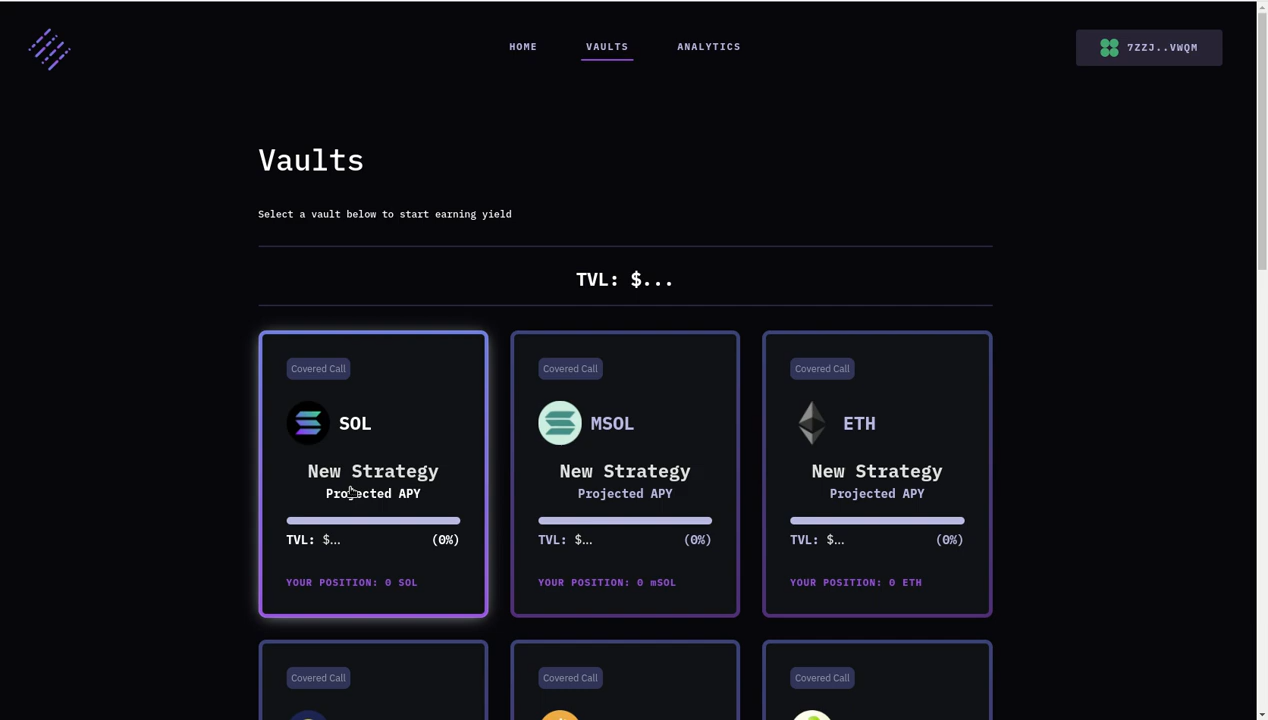 HOME VAULTS ANALYTICS 7ZZJ..VWQM
Vaults
Select a vault below to start earning yield
TVL: $...
Covered Call Covered Call Covered Call
SOL MSOL ETH
New Strategy New Strategy New Strategy
Projected APY Projected APY Projected APY
TVL: $... (0%) TVL: $... (0%) TVL: $... (0%)
YOUR POSITION: 0 SOL YOUR POSITION: 0 mSOL YOUR POSITION: 0 ETH
Covered Call Covered Call Covered Call